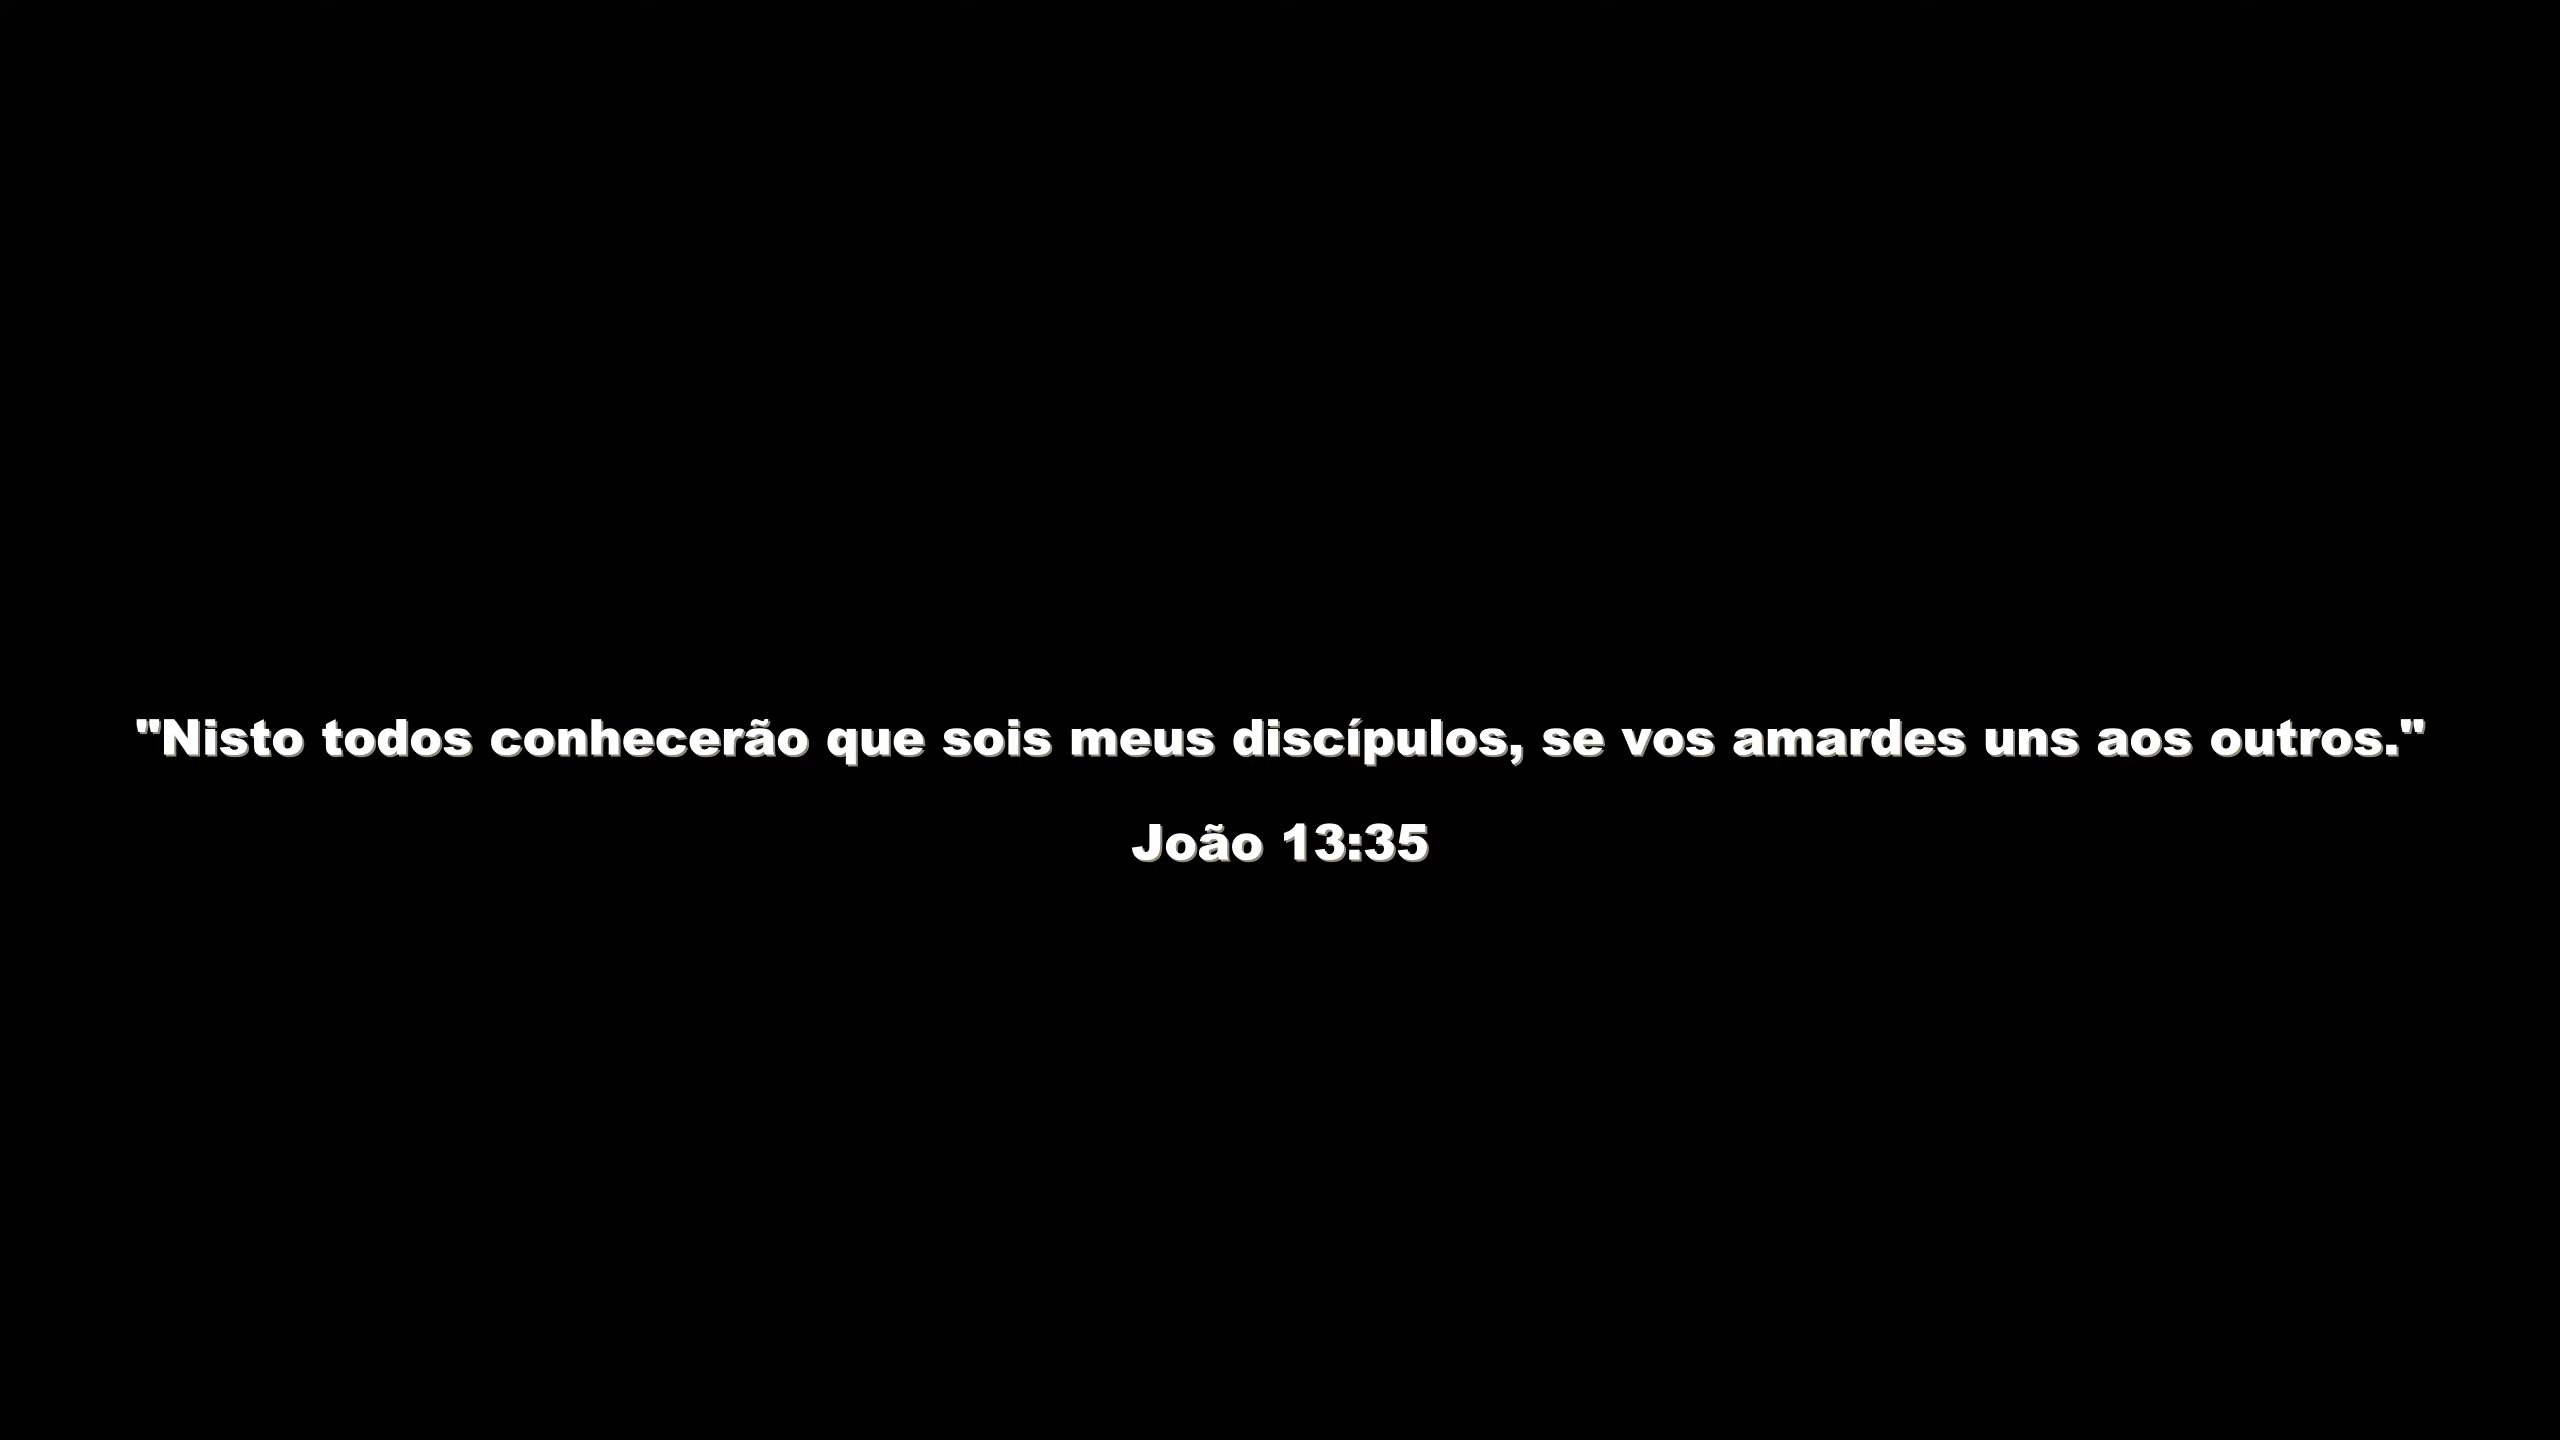 "Nisto todos conhecerão que sois meus discípulos, se vos amardes uns aos outros."
João 13:35